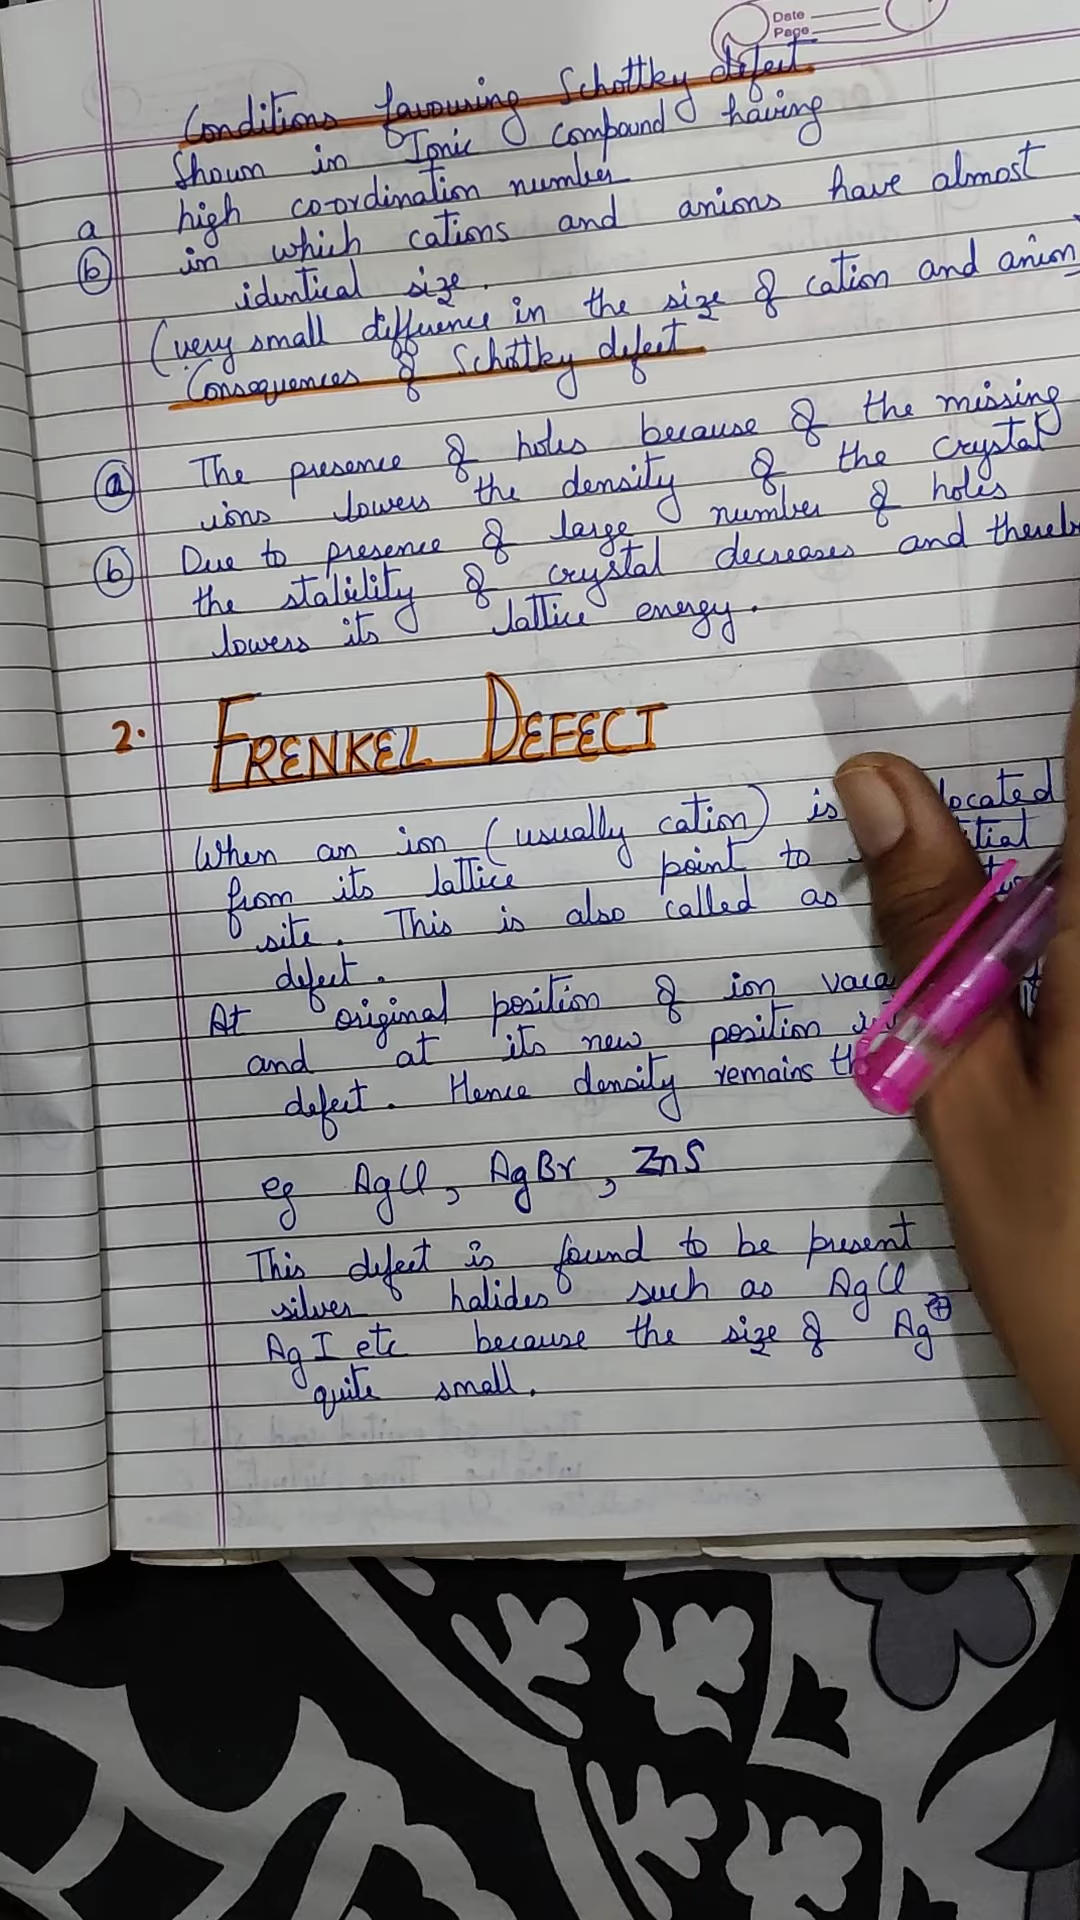 Date
Page
Conditions favouring Schottky defect
Shown in Ionic compound having
a high co-ordination number
(b) in which cations and anions have almost
identical size.
(very small difference in the size of cation and anion)
Consequences of Schottky defect
(a) The presence of holes because of the missing
ions lowers the density of the crystal
(b) Due to presence of large number of holes
the stability of crystal decreases and thereby
lowers its lattice energy.
2. FRENKEL DEFECT
When an ion (usually cation) is located
from its lattice point to
site. This is also called as
defect.
At original position of ion
and at its new position
defect. Hence density remains
eg AgCl, AgBr, ZnS
This defect is found to be present
silver halides such as AgCl
AgI etc because the size of Ag⊕
quite small.